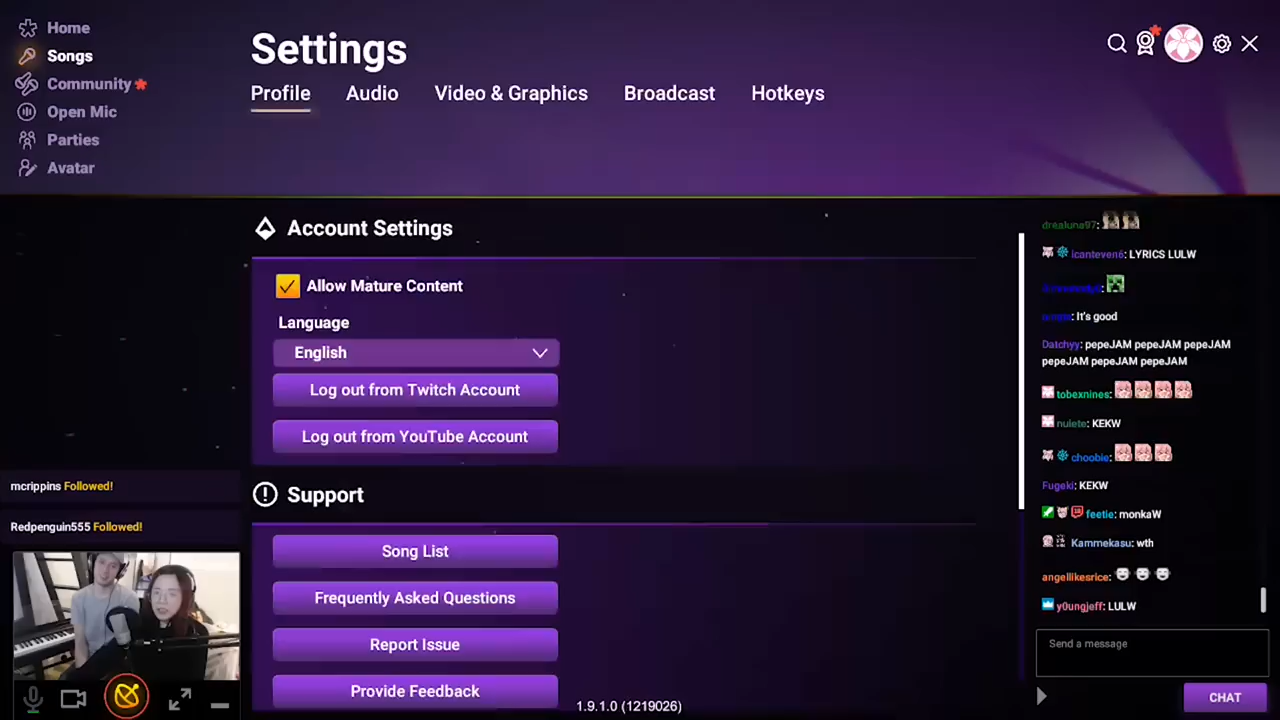 Home
Songs
Community
Open Mic
Parties
Avatar
Settings
Profile
Audio
Video & Graphics
Broadcast
Hotkeys
Account Settings
Allow Mature Content
Language
English
Log out from Twitch Account
Log out from YouTube Account
Support
Song List
Frequently Asked Questions
Report Issue
Provide Feedback
1.9.1.0 (1219026)
mcrippins Followed!
Redpenguin555 Followed!
drealuna97:
icanteven6: LYRICS LULW
: It's good
Datchyy: pepeJAM pepeJAM pepeJAM
pepeJAM pepeJAM pepeJAM
tobexnines:
nulete: KEKW
choobie:
Fugeki: KEKW
feetie: monkaW
Kammekasu: wth
angellikesrice:
y0ungjeff: LULW
Send a message
CHAT